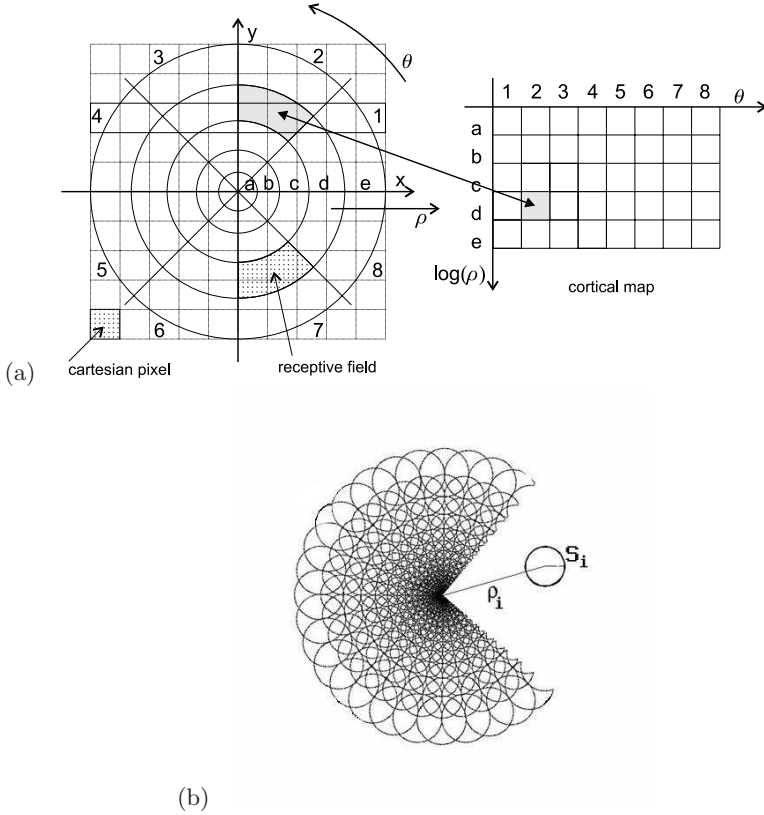 y
θ
3 2
4 1
a b c d e x
ρ
5 8
6 7
cartesian pixel
receptive field
1 2 3 4 5 6 7 8 θ
a
b
c
d
e
log(ρ)
cortical map
(a)
S_i
ρ_i
(b)